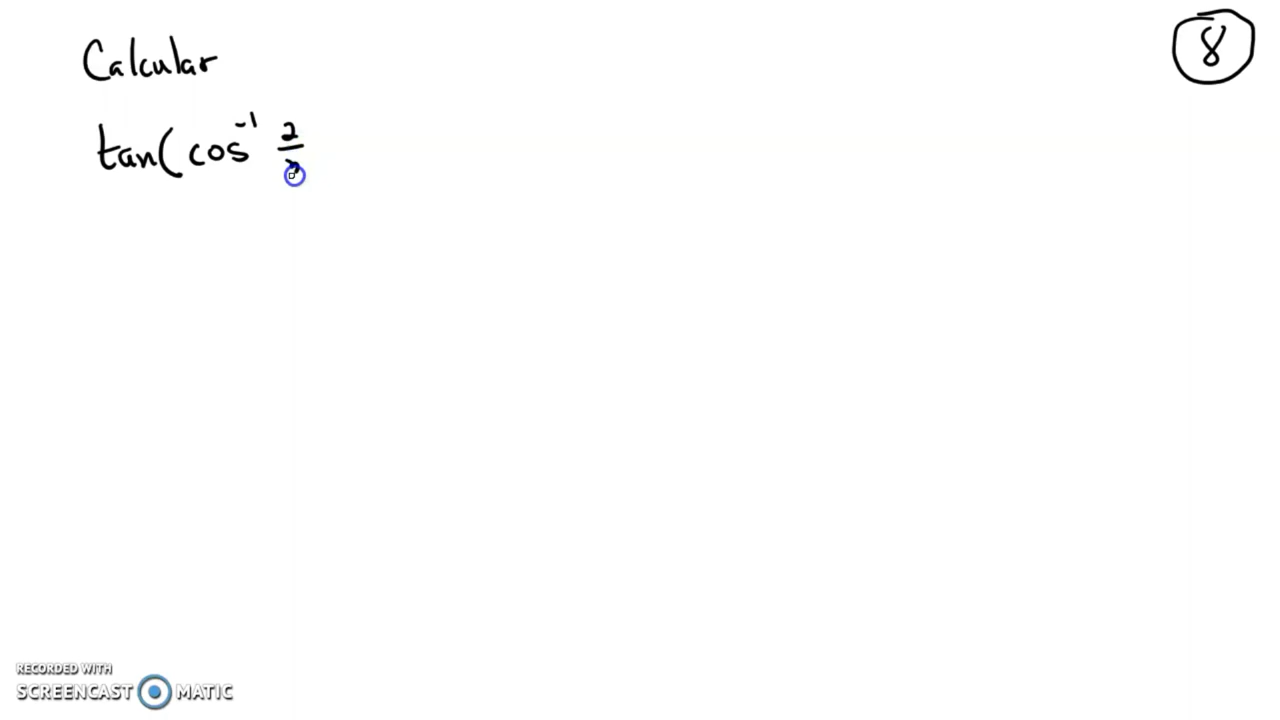 Calcular
8
tan( cos⁻¹ 2/
RECORDED WITH
SCREENCAST MATIC